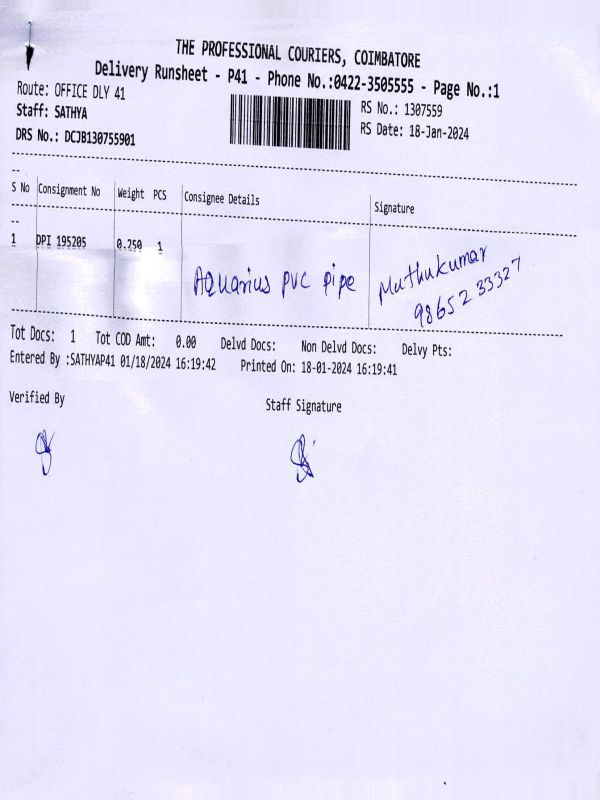 THE PROFESSIONAL COURIERS, COIMBATORE
Delivery Runsheet - P41 - Phone No.:0422-3505555 - Page No.:1
Route: OFFICE DLY 41
RS No.: 1307559
Staff: SATHYA
RS Date: 18-Jan-2024
DRS No.: DCJB130755901
S No Consignment No Weight PCS Consignee Details Signature
1 DPI 195205 0.250 1
Aquarius pvc pipe Muthukumar
98652 33327
Tot Docs: 1 Tot COD Amt: 0.00 Delvd Docs: Non Delvd Docs: Delvy Pts:
Entered By :SATHYAP41 01/18/2024 16:19:42 Printed On: 18-01-2024 16:19:41
Verified By Staff Signature